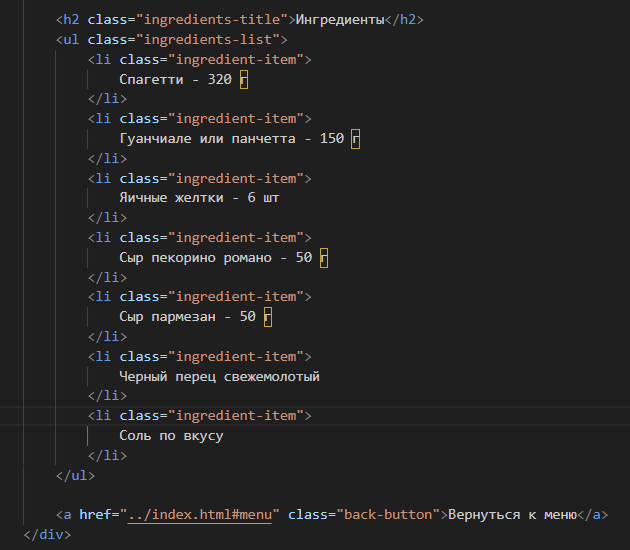 <h2 class="ingredients-title">Ингредиенты</h2>
<ul class="ingredients-list">
<li class="ingredient-item">
Спагетти - 320 г
</li>
<li class="ingredient-item">
Гуанчиале или панчетта - 150 г
</li>
<li class="ingredient-item">
Яичные желтки - 6 шт
</li>
<li class="ingredient-item">
Сыр пекорино романо - 50 г
</li>
<li class="ingredient-item">
Сыр пармезан - 50 г
</li>
<li class="ingredient-item">
Черный перец свежемолотый
</li>
<li class="ingredient-item">
Соль по вкусу
</li>
</ul>
<a href="../index.html#menu" class="back-button">Вернуться к меню</a>
</div>